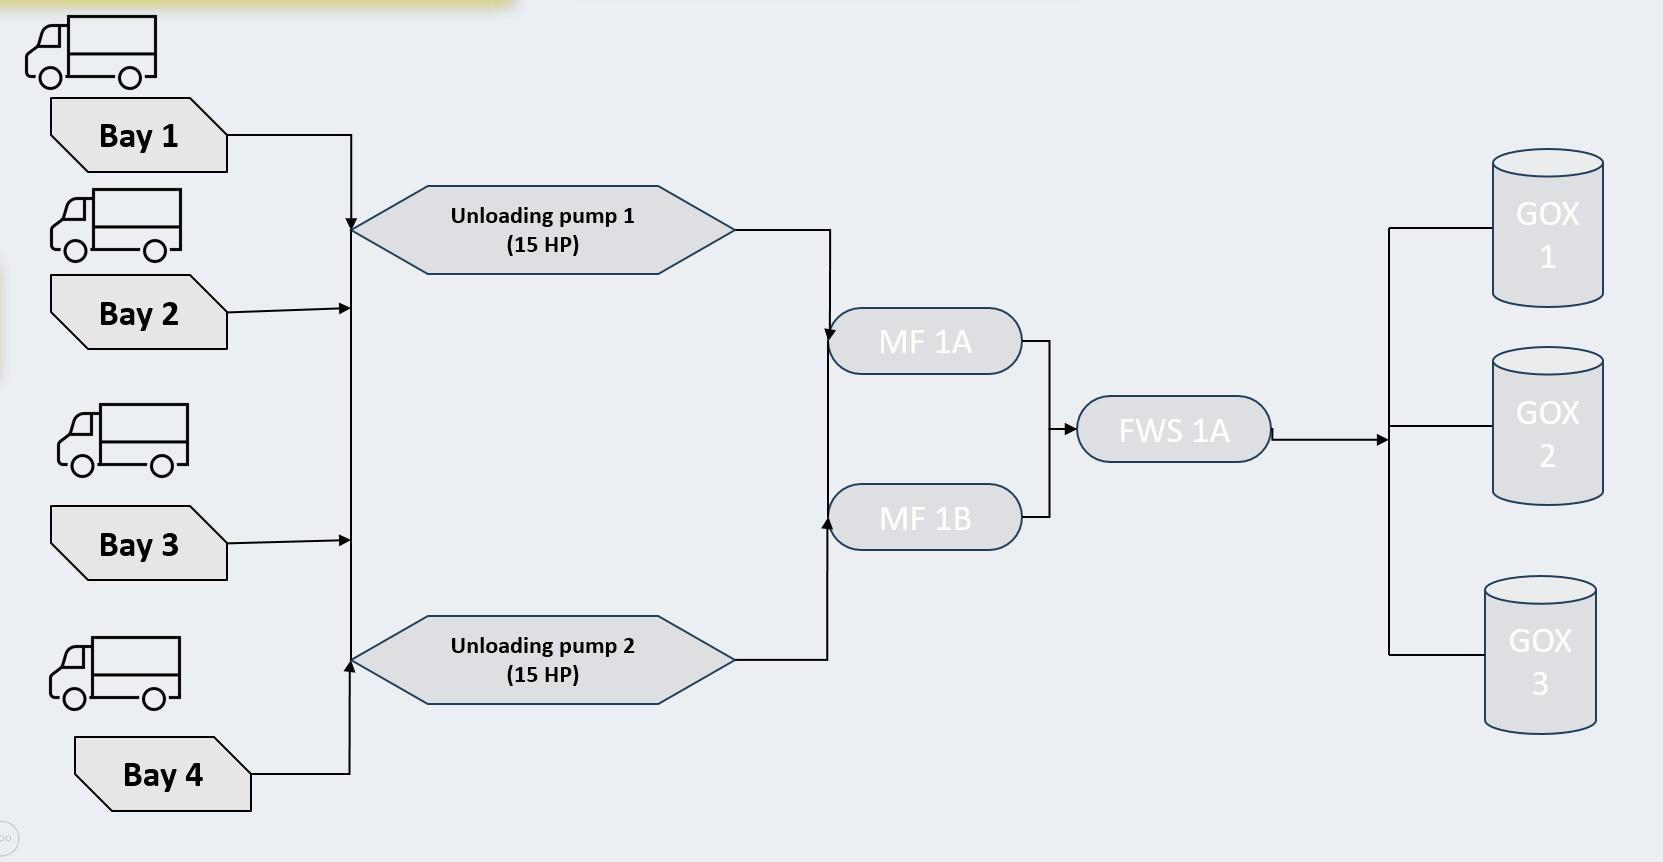 Bay 1
Bay 2
Bay 3
Bay 4
Unloading pump 1
(15 HP)
Unloading pump 2
(15 HP)
MF 1A
MF 1B
FWS 1A
GOX
1
GOX
2
GOX
3